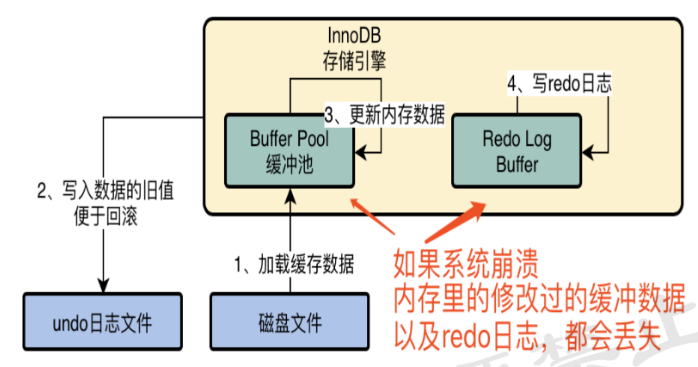 InnoDB
存储引擎
4、写redo日志
3、更新内存数据
Buffer Pool
缓冲池
Redo Log
Buffer
2、写入数据的旧值
便于回滚
1、加载缓存数据
如果系统崩溃
内存里的修改过的缓冲数据
以及redo日志，都会丢失
undo日志文件
磁盘文件